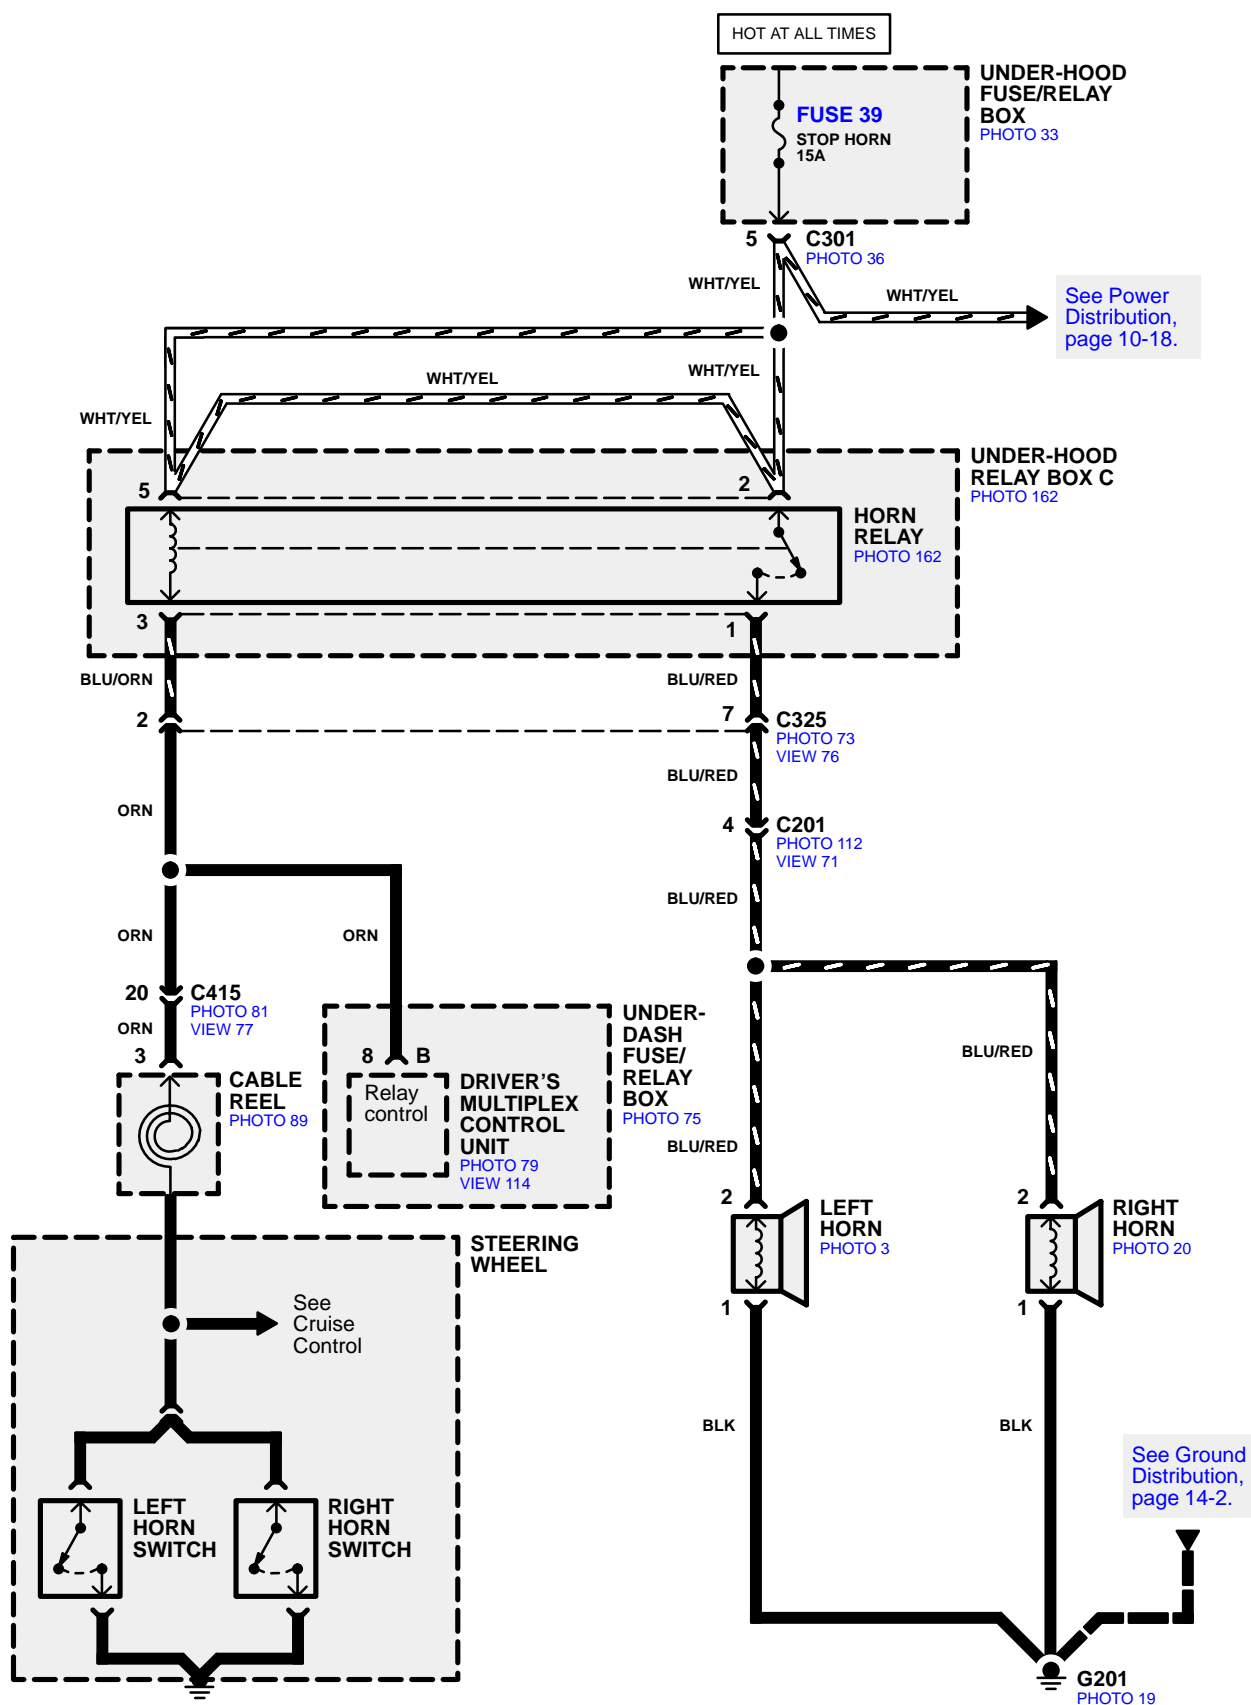 HOT AT ALL TIMES
UNDER-HOOD
FUSE/RELAY
BOX
PHOTO 33
FUSE 39
STOP HORN
15A
5
C301
PHOTO 36
WHT/YEL
WHT/YEL
See Power
Distribution,
page 10-18.
WHT/YEL
WHT/YEL
WHT/YEL
UNDER-HOOD
RELAY BOX C
PHOTO 162
5
2
HORN
RELAY
PHOTO 162
3
1
BLU/ORN
BLU/RED
2
7
C325
PHOTO 73
VIEW 76
BLU/RED
ORN
4
C201
PHOTO 112
VIEW 71
BLU/RED
ORN
ORN
20
C415
PHOTO 81
VIEW 77
ORN
3
CABLE
REEL
PHOTO 89
8
B
Relay
control
DRIVER'S
MULTIPLEX
CONTROL
UNIT
PHOTO 79
VIEW 114
UNDER-
DASH
FUSE/
RELAY
BOX
PHOTO 75
BLU/RED
BLU/RED
2
LEFT
HORN
PHOTO 3
1
2
RIGHT
HORN
PHOTO 20
1
STEERING
WHEEL
See
Cruise
Control
BLK
BLK
See Ground
Distribution,
page 14-2.
LEFT
HORN
SWITCH
RIGHT
HORN
SWITCH
G201
PHOTO 19